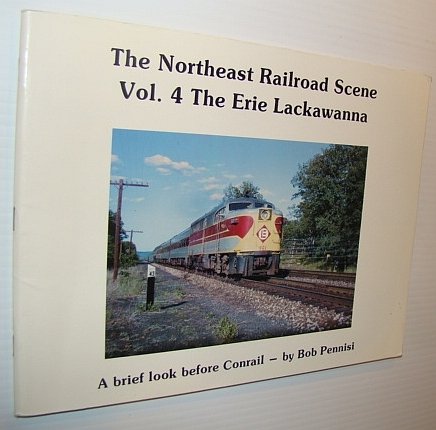 The Northeast Railroad Scene
Vol. 4 The Erie Lackawanna
A brief look before Conrail — by Bob Pennisi